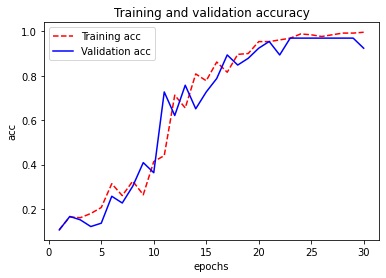 Training and validation accuracy
Training acc
Validation acc
1.0
0.8
0.6
0.4
0.2
acc
0
5
10
15
20
25
30
epochs